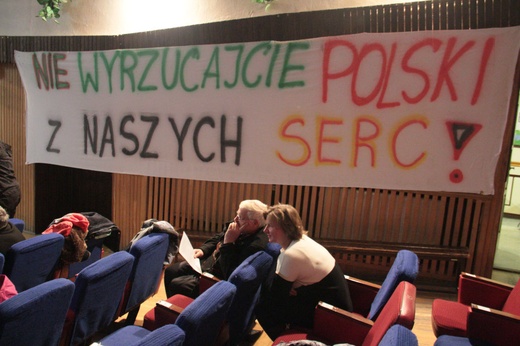 NIE WYRZUCAJCIE POLSKI
Z NASZYCH SERC!